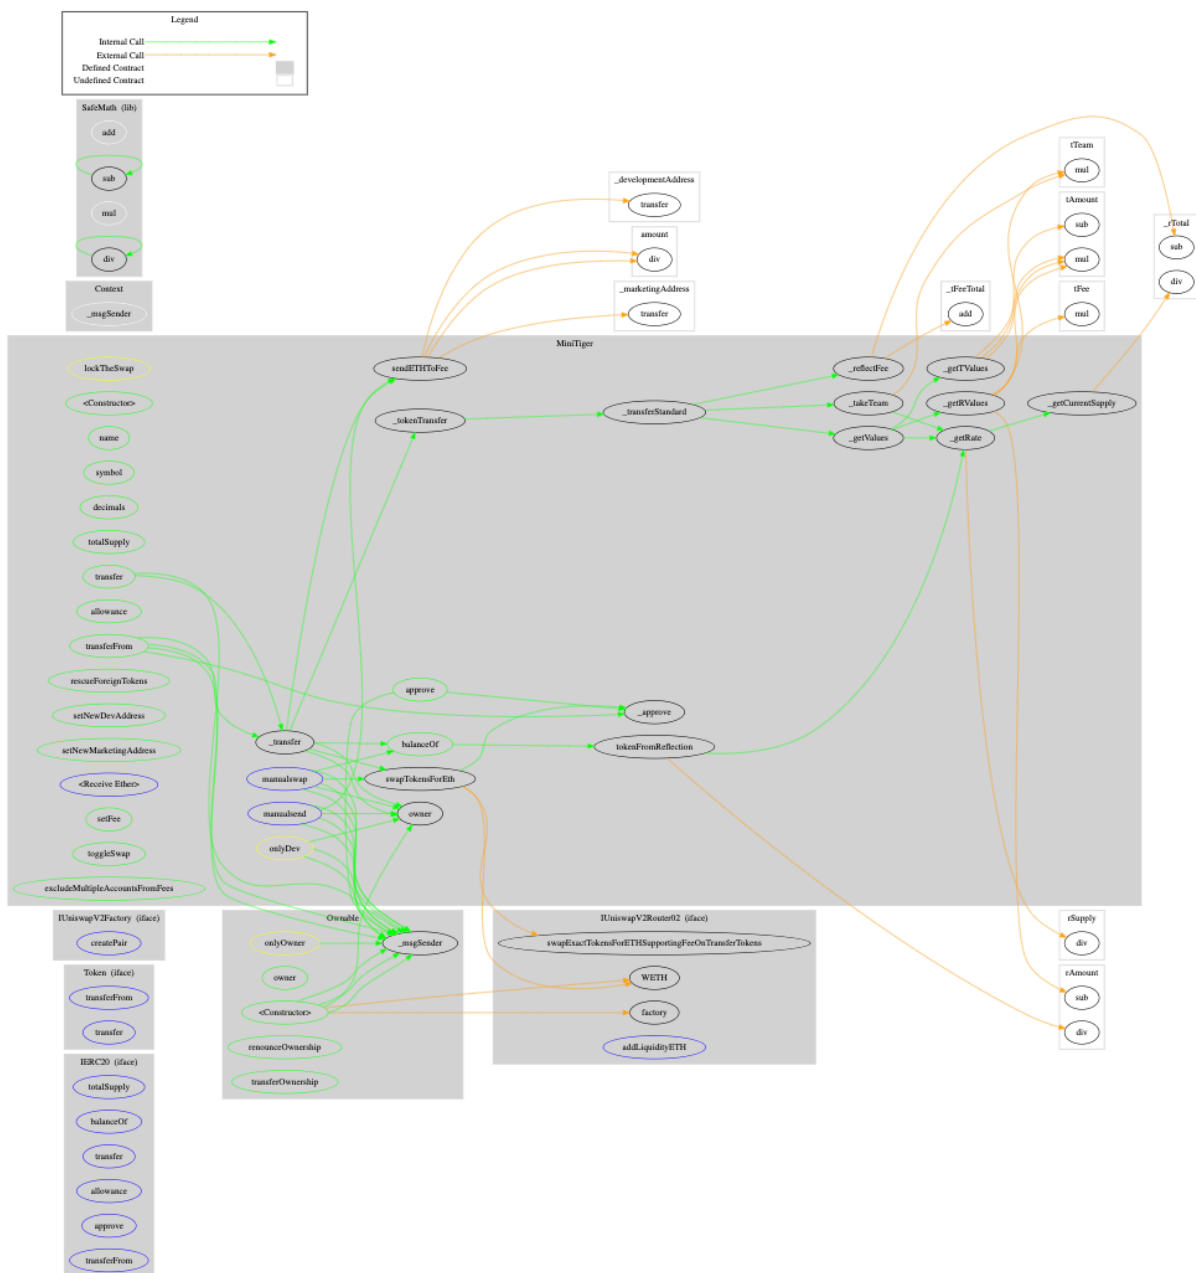 Legend
Internal Call
External Call
Defined Contract
Undefined Contract
SafeMath (lib)
add
sub
mul
div
Context
_msgSender
_developmentAddress
transfer
amount
div
_marketingAddress
transfer
_tFeeTotal
add
tTeam
mul
tAmount
sub
mul
tFee
mul
_rTotal
sub
div
MiniTiger
lockTheSwap
<Constructor>
name
symbol
decimals
totalSupply
transfer
allowance
transferFrom
rescueForeignTokens
setNewDevAddress
setNewMarketingAddress
<Receive Ether>
setFee
toggleSwap
excludeMultipleAccountsFromFees
_transfer
manualswap
manualsend
onlyDev
sendETHToFee
_tokenTransfer
approve
balanceOf
swapTokensForEth
owner
_transferStandard
_approve
tokenFromReflection
_reflectFee
_takeTeam
_getValues
_getTValues
_getRValues
_getRate
_getCurrentSupply
IUniswapV2Factory (iface)
createPair
Token (iface)
transferFrom
transfer
IERC20 (iface)
totalSupply
balanceOf
transfer
allowance
approve
transferFrom
Ownable
onlyOwner
owner
<Constructor>
renounceOwnership
transferOwnership
_msgSender
IUniswapV2Router02 (iface)
swapExactTokensForETHSupportingFeeOnTransferTokens
WETH
factory
addLiquidityETH
rSupply
div
rAmount
sub
div